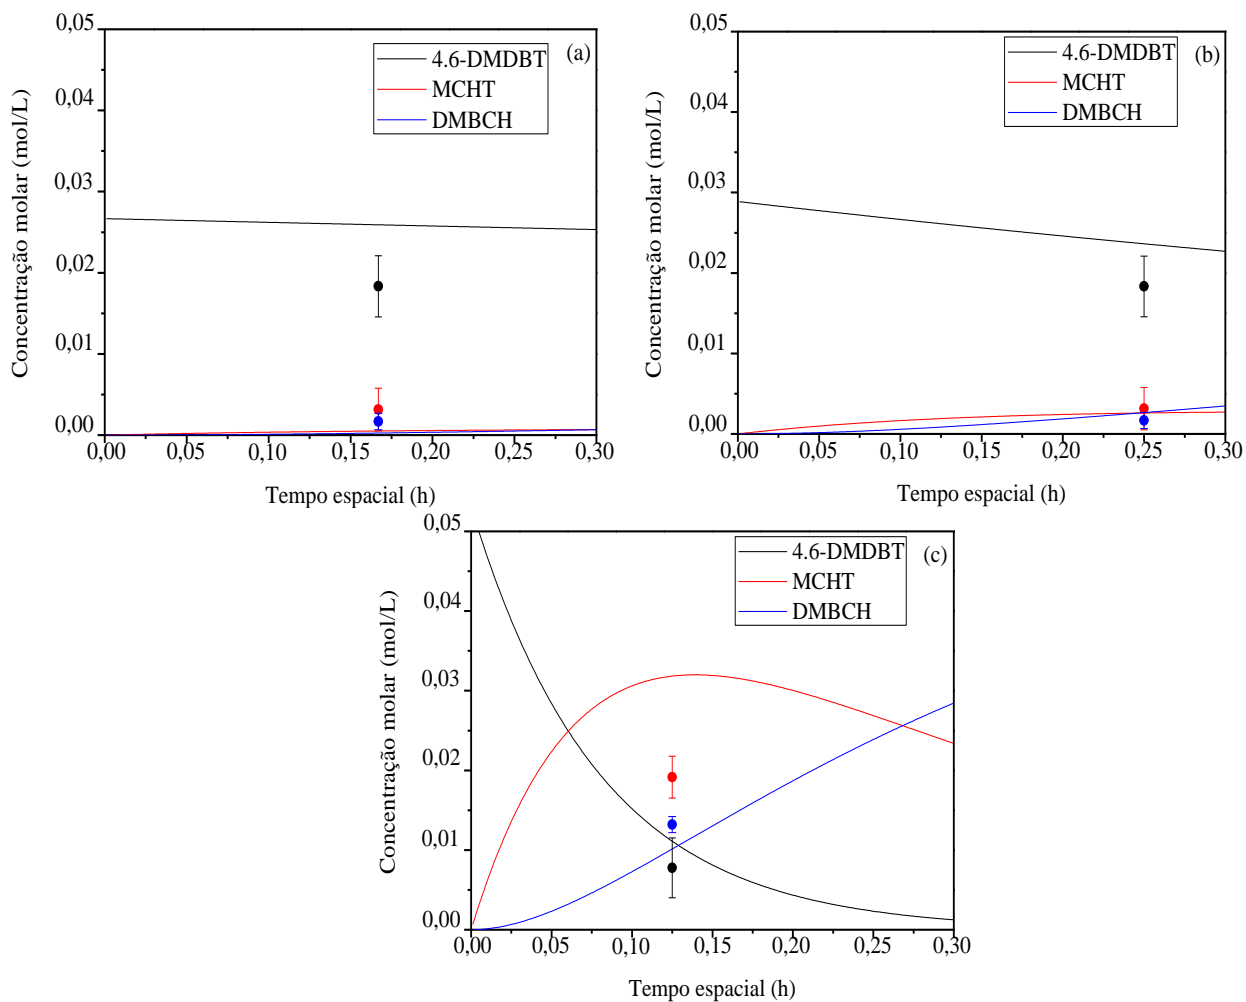 0,05
0,04
0,03
0,02
0,01
0,00
Concentração molar (mol/L)
4.6-DMDBT
MCHT
DMBCH
(a)
0,00 0,05 0,10 0,15 0,20 0,25 0,30
Tempo espacial (h)
0,05
0,04
0,03
0,02
0,01
0,00
Concentração molar (mol/L)
4.6-DMDBT
MCHT
DMBCH
(b)
0,00 0,05 0,10 0,15 0,20 0,25 0,30
Tempo espacial (h)
0,05
0,04
0,03
0,02
0,01
0,00
Concentração molar (mol/L)
4.6-DMDBT
MCHT
DMBCH
(c)
0,00 0,05 0,10 0,15 0,20 0,25 0,30
Tempo espacial (h)